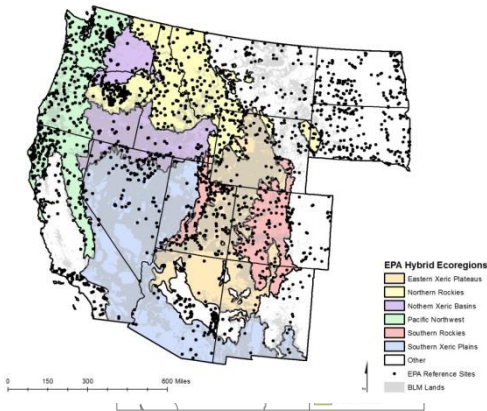 EPA Hybrid Ecoregions
Eastern Xeric Plateaus
Northern Rockies
Nothern Xeric Basins
Pacific Northwest
Southern Rockies
Southern Xeric Plains
Other
EPA Reference Sites
BLM Lands
0 150 300 600 Miles